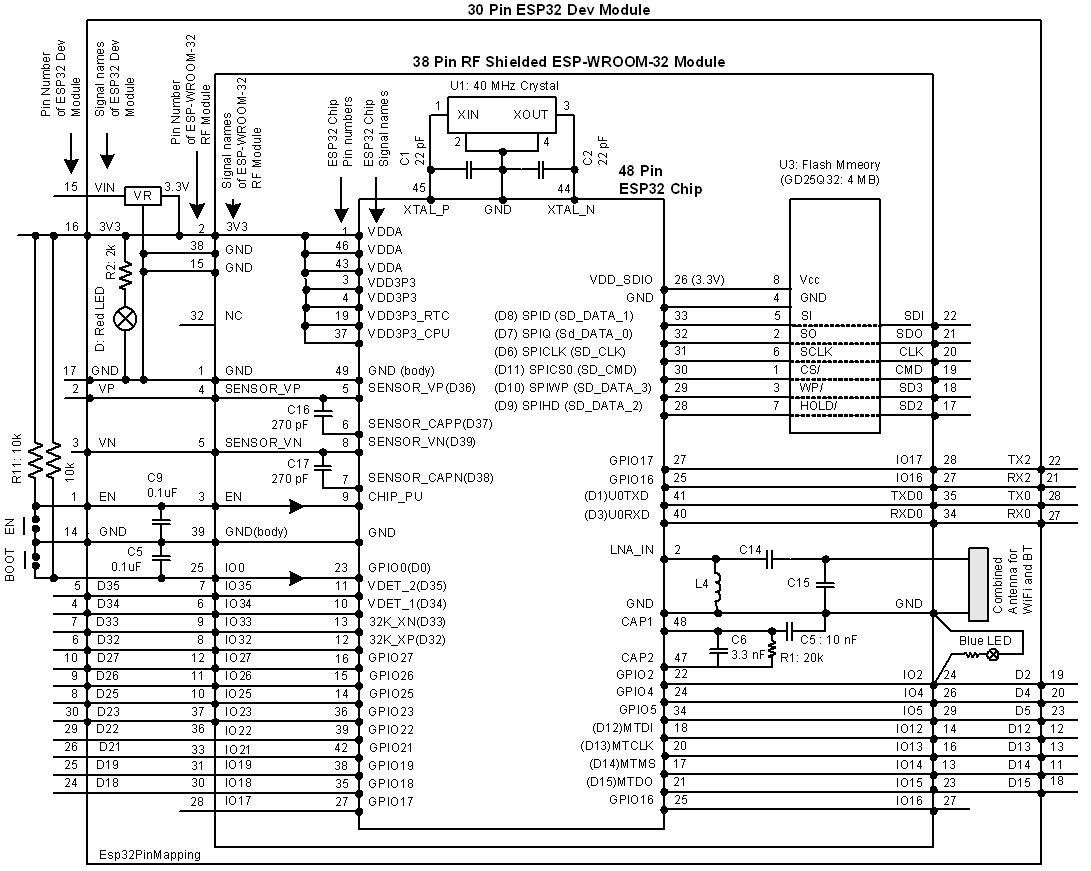 30 Pin ESP32 Dev Module
38 Pin RF Shielded ESP-WROOM-32 Module
Pin Number
of ESP32 Dev
Module
Signal names
of ESP32 Dev
Module
Pin Number
of ESP-WROOM-32
RF Module
Signal names
of ESP-WROOM-32
RF Module
ESP32 Chip
Pin numbers
ESP32 Chip
Signal names
U1: 40 MHz Crystal
1 XIN XOUT 3
2 4
C1
22 pF
C2
22 pF
45 44
XTAL_P GND XTAL_N
48 Pin
ESP32 Chip
U3: Flash Mmeory
(GD25Q32: 4 MB)
15 VIN VR 3.3V
16 3V3 2 3V3 1 VDDA
38 GND 46 VDDA
15 GND 43 VDDA
3 VDD3P3
4 VDD3P3
32 NC 19 VDD3P3_RTC
37 VDD3P3_CPU
R2: 2k
D: Red LED
17 GND 1 GND 49 GND (body)
2 VP 4 SENSOR_VP 5 SENSOR_VP(D36)
C16
270 pF
6 SENSOR_CAPP(D37)
3 VN 5 SENSOR_VN 8 SENSOR_VN(D39)
C17
270 pF
7 SENSOR_CAPN(D38)
R11: 10k
10k
C9
0.1uF
1 EN 3 EN 9 CHIP_PU
EN
14 GND 39 GND(body) GND
BOOT
C5
0.1uF
25 IO0 23 GPIO0(D0)
5 D35 7 IO35 11 VDET_2(D35)
4 D34 6 IO34 10 VDET_1(D34)
7 D33 9 IO33 13 32K_XN(D33)
6 D32 8 IO32 12 32K_XP(D32)
10 D27 12 IO27 16 GPIO27
9 D26 11 IO26 15 GPIO26
8 D25 10 IO25 14 GPIO25
30 D23 37 IO23 36 GPIO23
29 D22 36 IO22 39 GPIO22
26 D21 33 IO21 42 GPIO21
25 D19 31 IO19 38 GPIO19
24 D18 30 IO18 35 GPIO18
28 IO17 27 GPIO17
VDD_SDIO 26 (3.3V) 8 Vcc
GND 4 GND
(D8) SPID (SD_DATA_1) 33 5 SI SDI 22
(D7) SPIQ (Sd_DATA_0) 32 2 SO SDO 21
(D6) SPICLK (SD_CLK) 31 6 SCLK CLK 20
(D11) SPICS0 (SD_CMD) 30 1 CS/ CMD 19
(D10) SPIWP (SD_DATA_3) 29 3 WP/ SD3 18
(D9) SPIHD (SD_DATA_2) 28 7 HOLD/ SD2 17
GPIO17 27 IO17 28 TX2 22
GPIO16 25 IO16 27 RX2 21
(D1)U0TXD 41 TXD0 35 TX0 28
(D3)U0RXD 40 RXD0 34 RX0 27
LNA_IN 2 C14
L4 C15
GND GND
Combined
Antenna for
WiFi and BT
CAP1 48
C6
3.3 nF
C5 : 10 nF
R1: 20k
Blue LED
CAP2 47
GPIO2 22 IO2 24 D2 19
GPIO4 24 IO4 26 D4 20
GPIO5 34 IO5 29 D5 23
(D12)MTDI 18 IO12 14 D12 12
(D13)MTCLK 20 IO13 16 D13 13
(D14)MTMS 17 IO14 13 D14 11
(D15)MTDO 21 IO15 23 D15 18
GPIO16 25 IO16 27
Esp32PinMapping